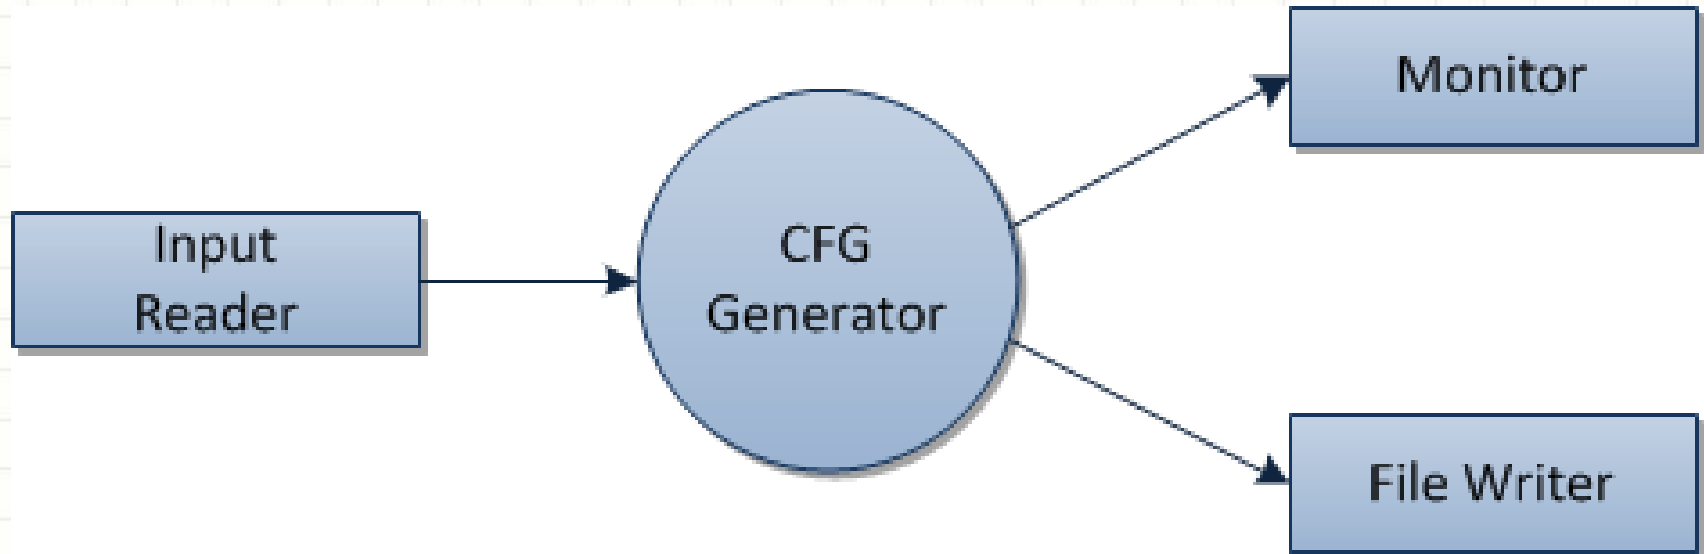 Input
Reader
CFG
Generator
Monitor
File Writer